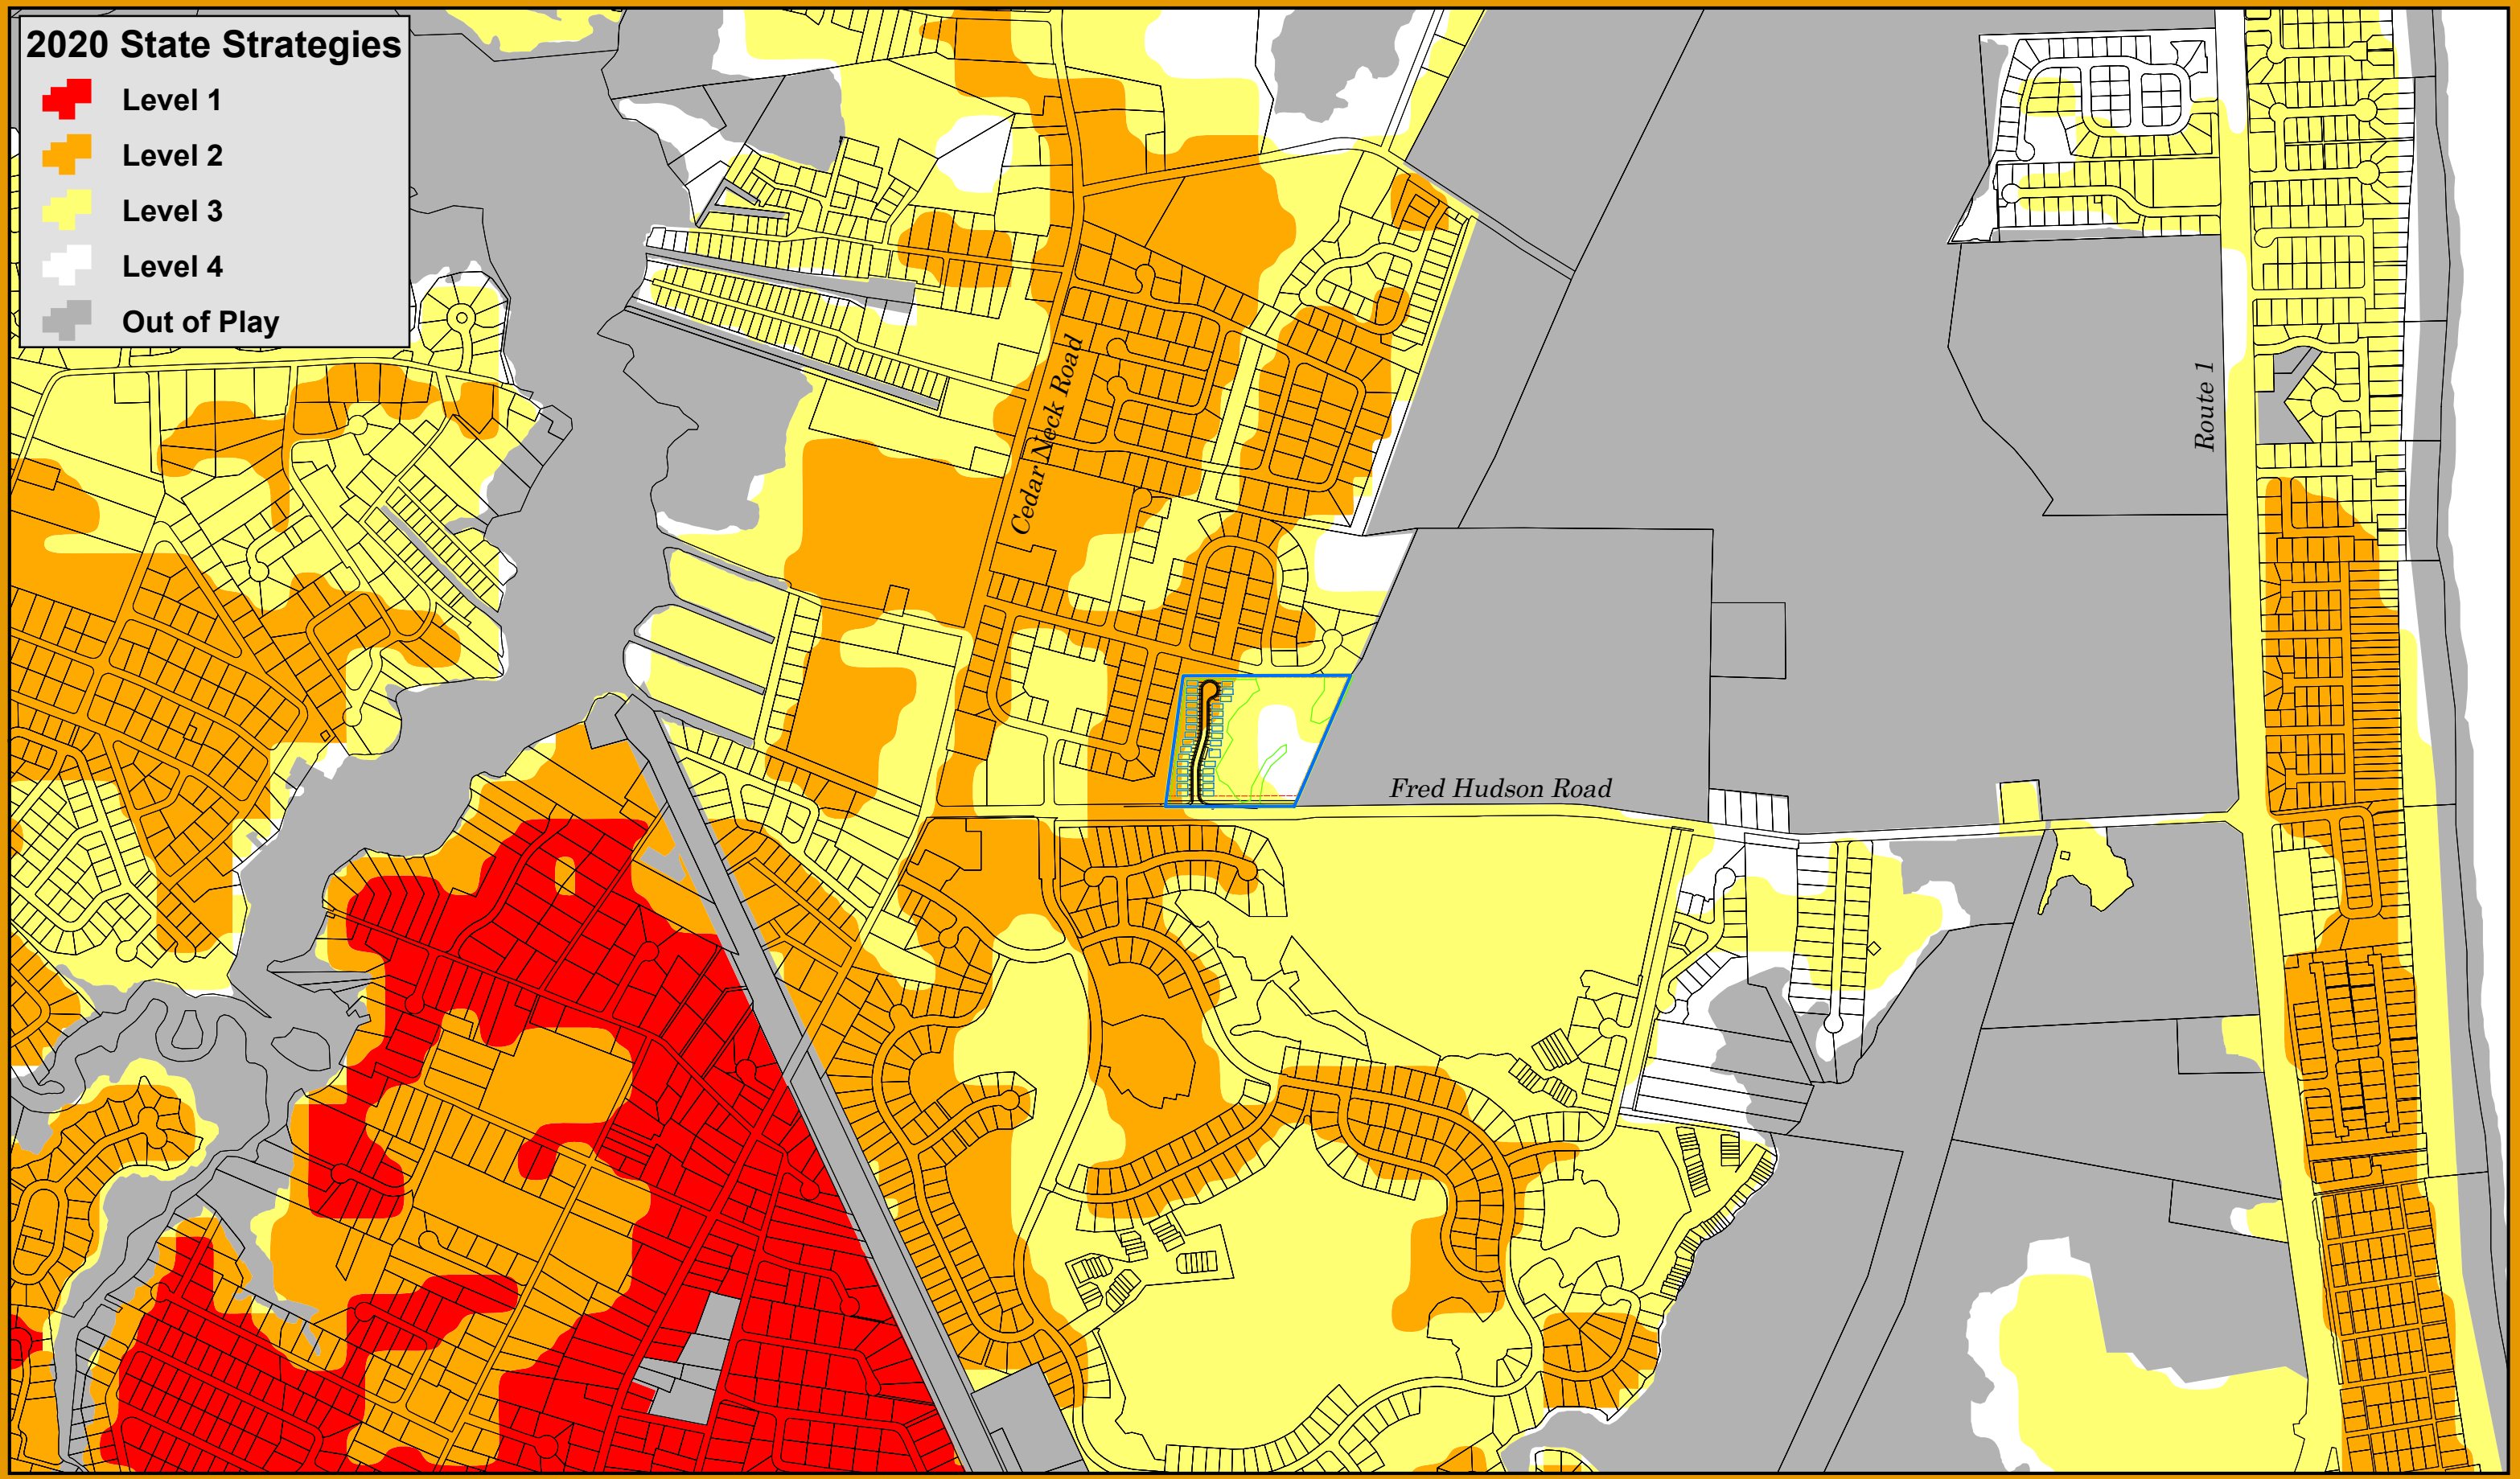 2020 State Strategies
Level 1
Level 2
Level 3
Level 4
Out of Play
Cedar Neck Road
Route 1
Fred Hudson Road